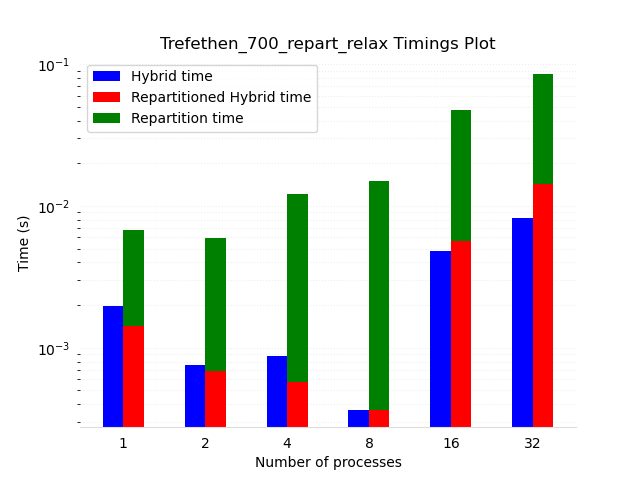 Trefethen_700_repart_relax Timings Plot
10⁻¹
10⁻²
10⁻³
Time (s)
Hybrid time
Repartitioned Hybrid time
Repartition time
1 2 4 8 16 32
Number of processes